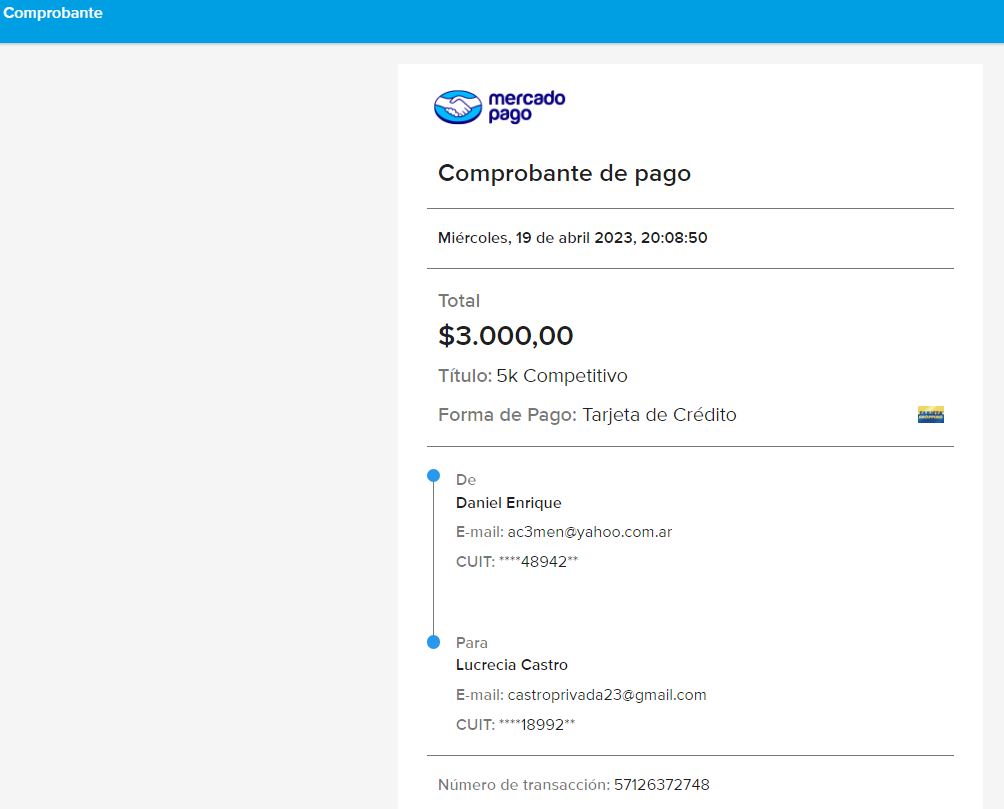 Comprobante
mercado
pago
Comprobante de pago
Miércoles, 19 de abril 2023, 20:08:50
Total
$3.000,00
Título: 5k Competitivo
Forma de Pago: Tarjeta de Crédito
TARJETA
SHOPPING
De
Daniel Enrique
E-mail: ac3men@yahoo.com.ar
CUIT: ****48942**
Para
Lucrecia Castro
E-mail: castroprivada23@gmail.com
CUIT: ****18992**
Número de transacción: 57126372748